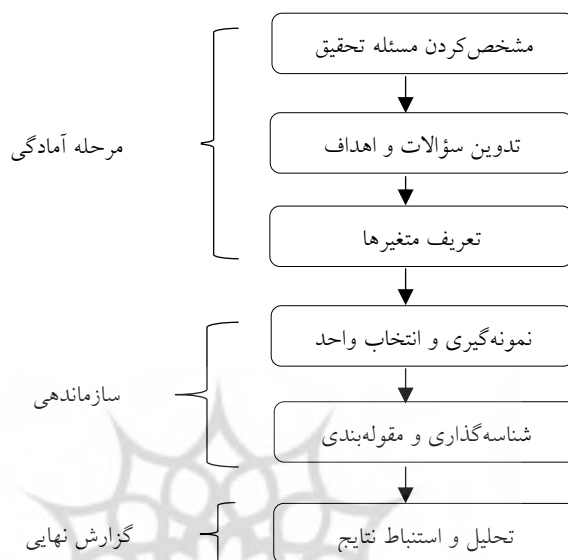 مشخص‌کردن مسئله تحقیق
تدوین سؤالات و اهداف
مرحله آمادگی
تعریف متغیرها
نمونه‌گیری و انتخاب واحد
سازماندهی
شناسه‌گذاری و مقوله‌بندی
تحلیل و استنباط نتایج
گزارش نهایی